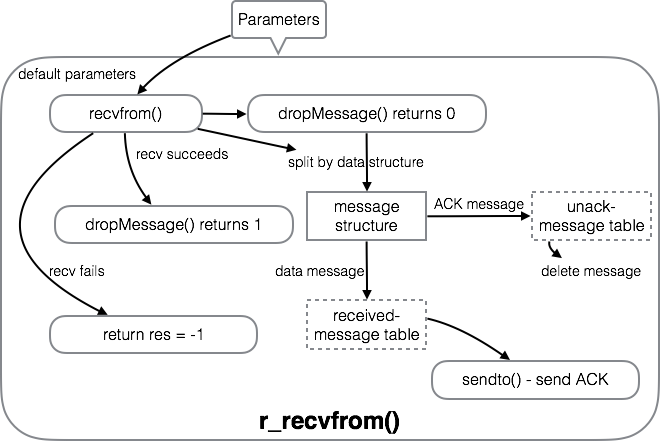 Parameters
default parameters
recvfrom()
dropMessage() returns 0
recv succeeds
split by data structure
dropMessage() returns 1
message
structure
ACK message
unack-
message table
delete message
recv fails
data message
received-
message table
return res = -1
sendto() - send ACK
r_recvfrom()